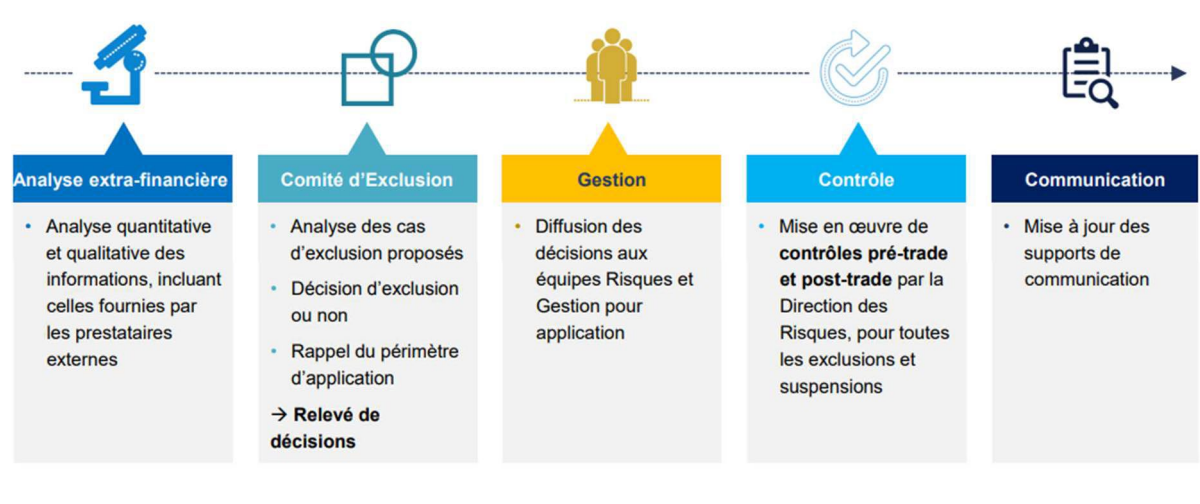 Analyse extra-financière
• Analyse quantitative
et qualitative des
informations, incluant
celles fournies par
les prestataires
externes
Comité d’Exclusion
• Analyse des cas
d’exclusion proposés
• Décision d’exclusion
ou non
• Rappel du périmètre
d’application
→ Relevé de
décisions
Gestion
• Diffusion des
décisions aux
équipes Risques et
Gestion pour
application
Contrôle
• Mise en œuvre de
contrôles pré-trade
et post-trade par la
Direction des
Risques, pour toutes
les exclusions et
suspensions
Communication
• Mise à jour des
supports de
communication